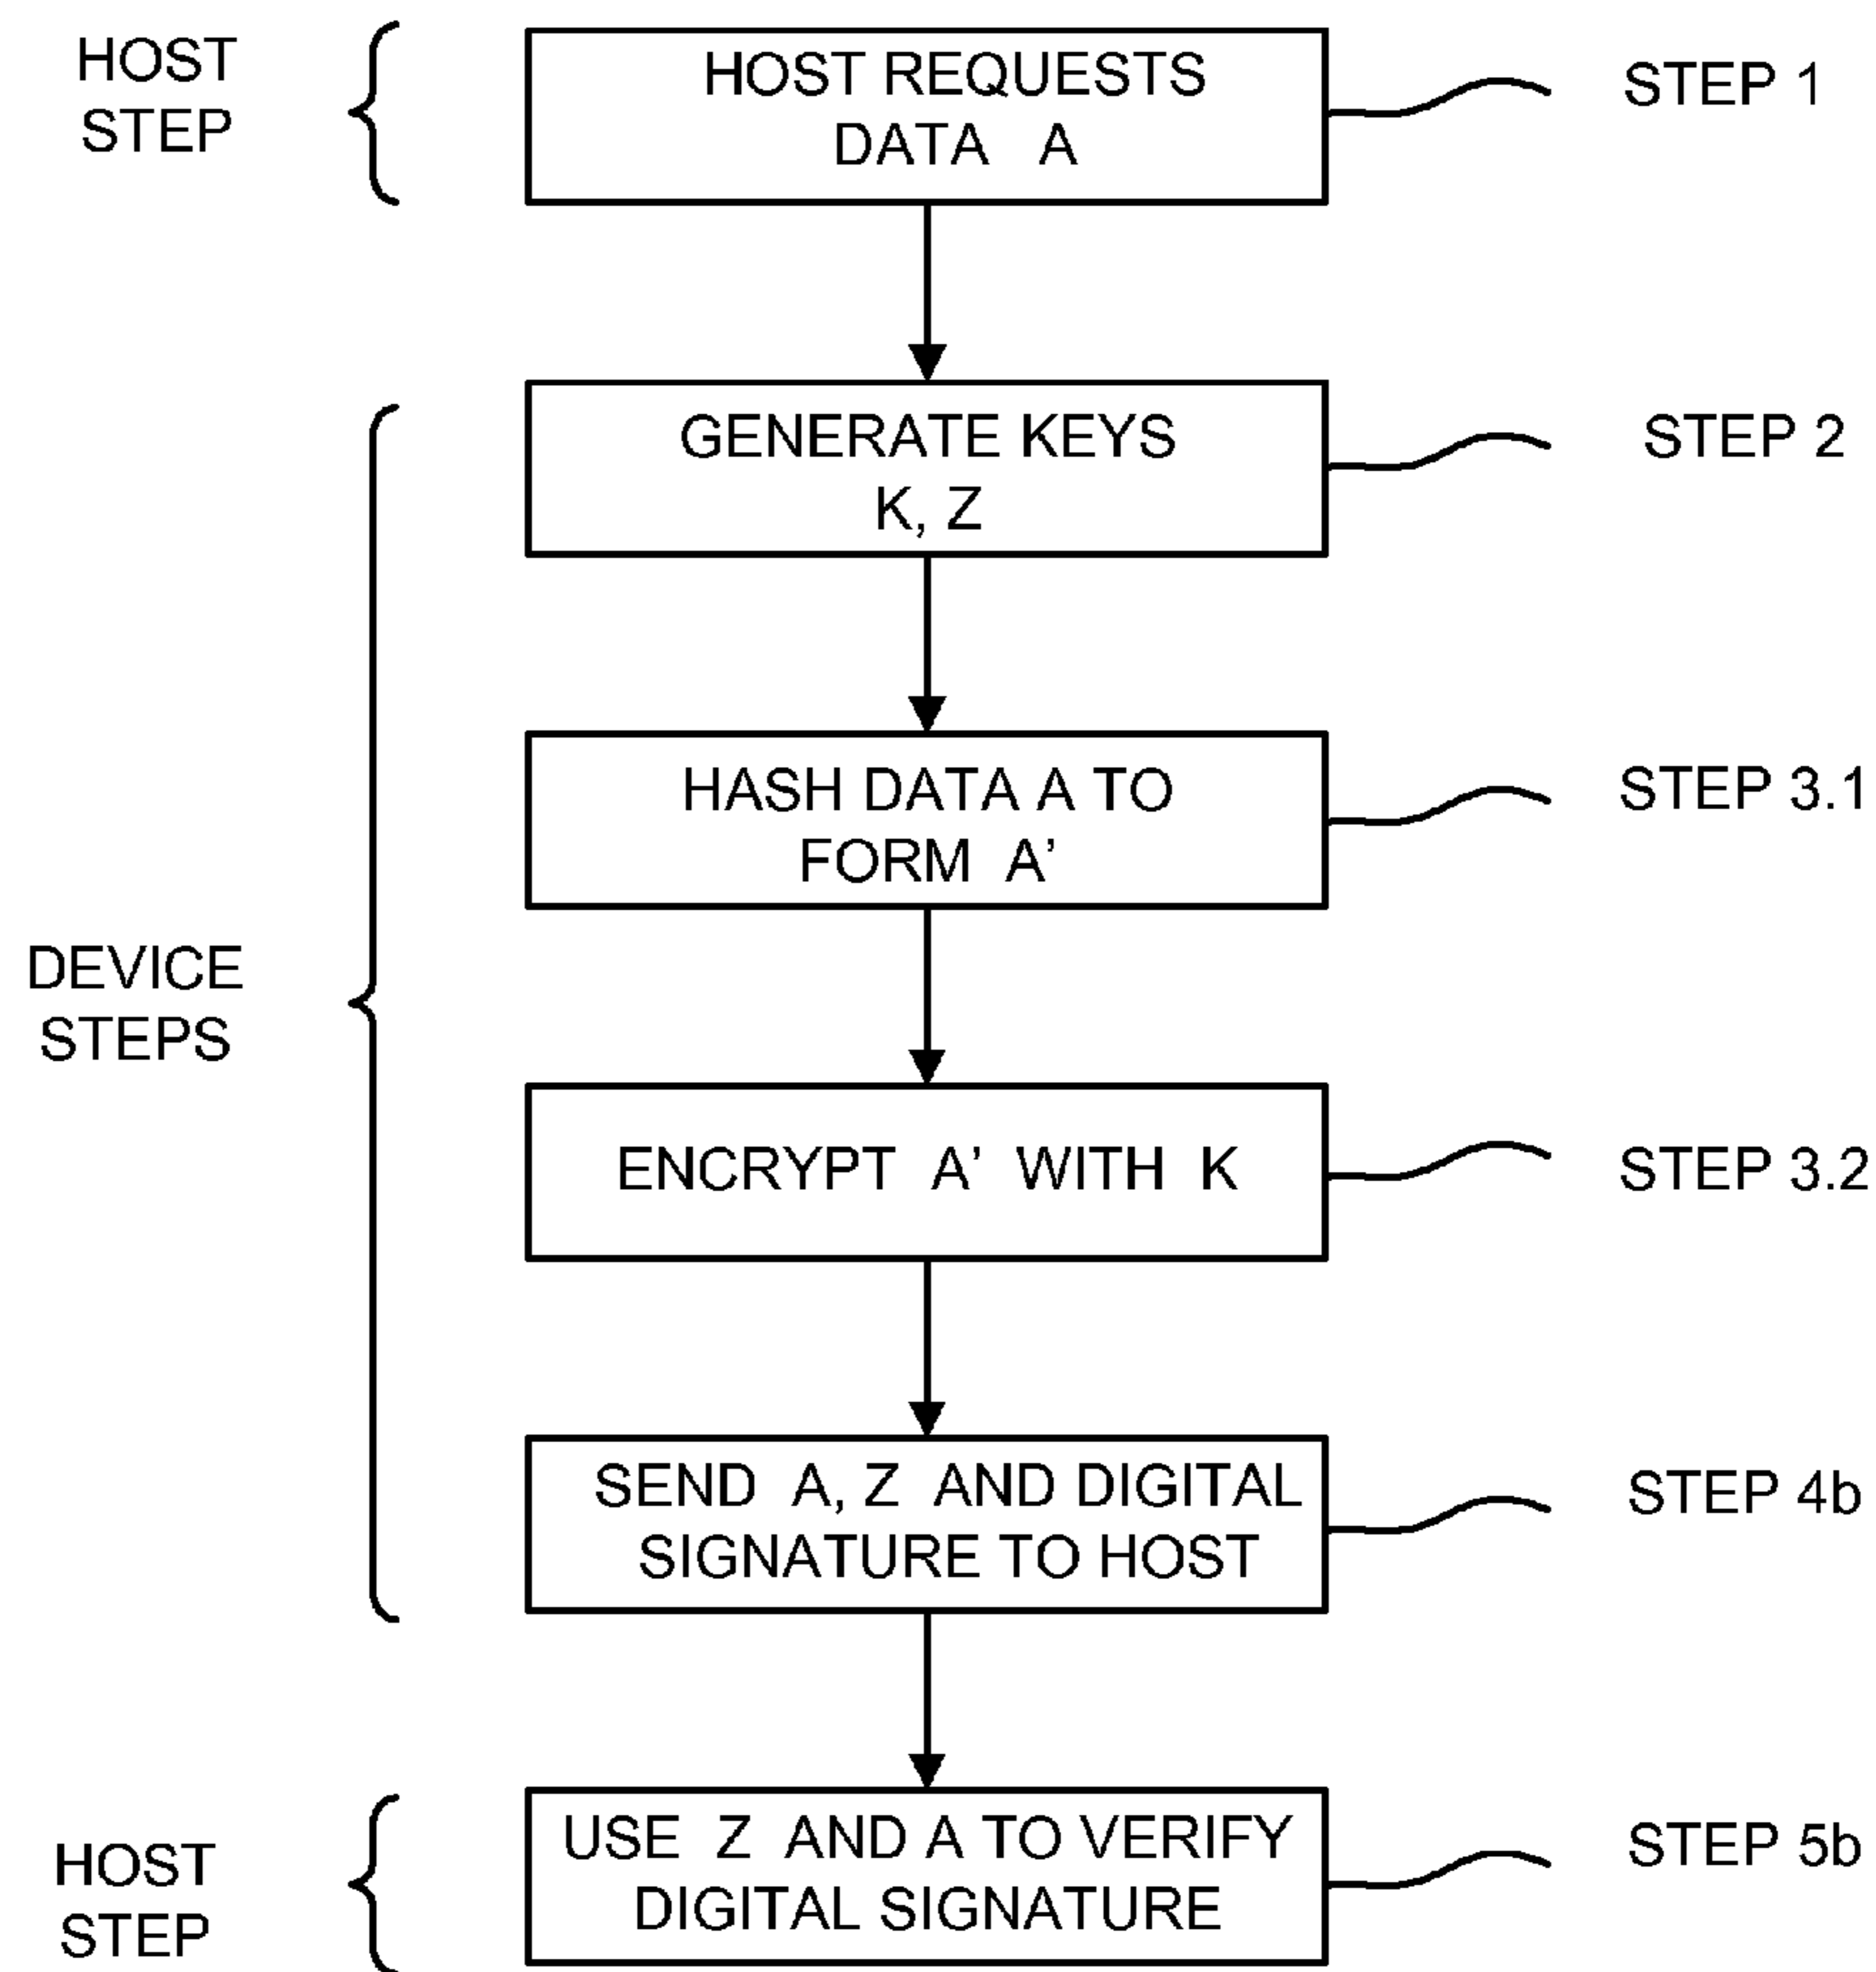 HOST
STEP
HOST REQUESTS
DATA A
STEP 1
GENERATE KEYS
K, Z
STEP 2
HASH DATA A TO
FORM A'
STEP 3.1
DEVICE
STEPS
ENCRYPT A' WITH K
STEP 3.2
SEND A, Z AND DIGITAL
SIGNATURE TO HOST
STEP 4b
HOST
STEP
USE Z AND A TO VERIFY
DIGITAL SIGNATURE
STEP 5b